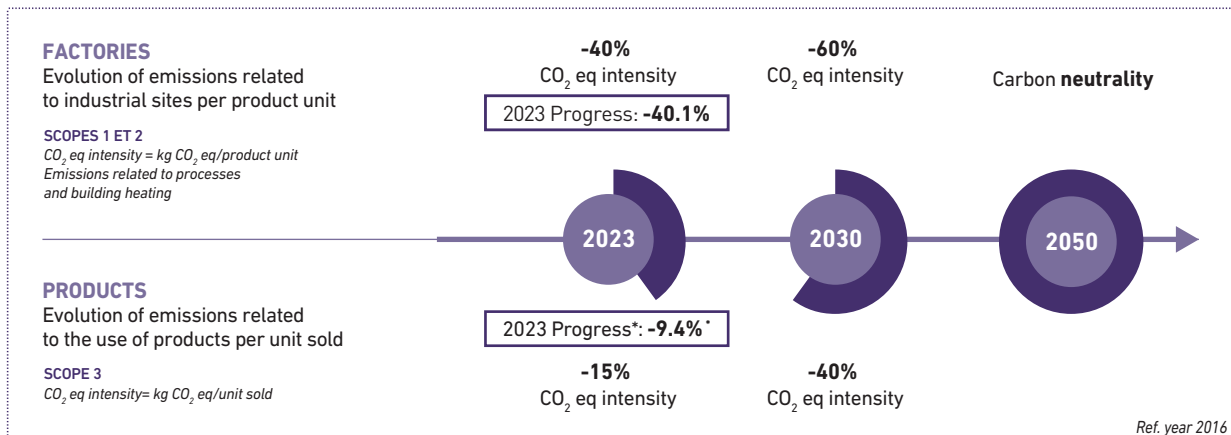 FACTORIES
Evolution of emissions related
to industrial sites per product unit
SCOPES 1 ET 2
CO₂ eq intensity = kg CO₂ eq/product unit
Emissions related to processes
and building heating
-40%
CO₂ eq intensity
2023 Progress: -40.1%
-60%
CO₂ eq intensity
Carbon neutrality
2023
2030
2050
PRODUCTS
Evolution of emissions related
to the use of products per unit sold
SCOPE 3
CO₂ eq intensity= kg CO₂ eq/unit sold
2023 Progress*: -9.4%*
-15%
CO₂ eq intensity
-40%
CO₂ eq intensity
Ref. year 2016